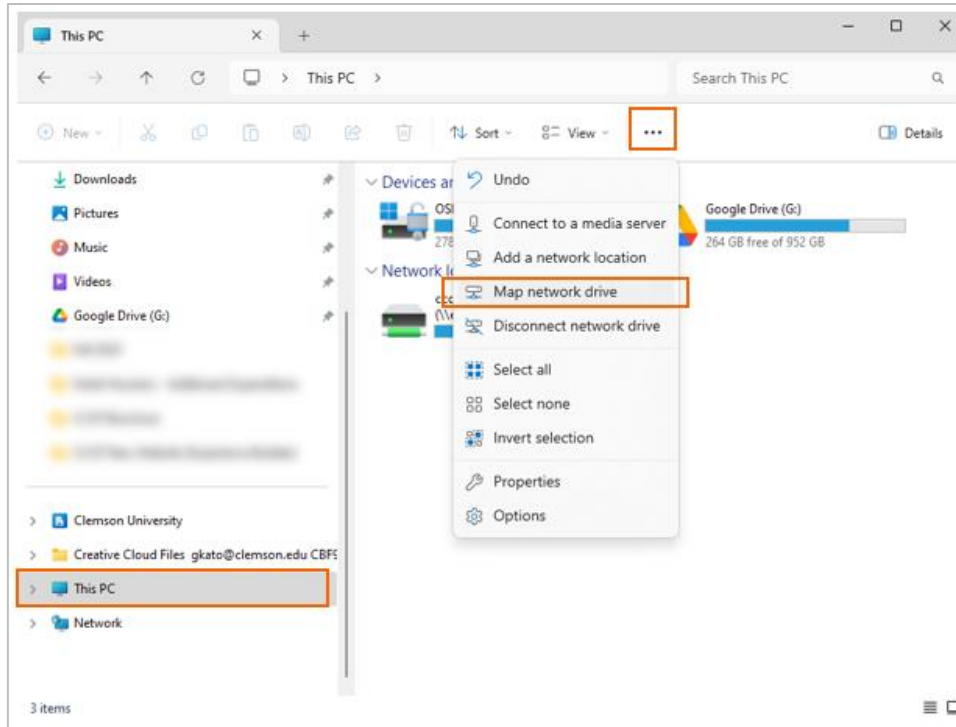 This PC
This PC
Search This PC
New
Sort
View
...
Details
Downloads
Pictures
Music
Videos
Google Drive (G:)
Clemson University
Creative Cloud Files gkato@clemson.edu CBF
This PC
Network
Devices
278
Network
Google Drive (G:)
264 GB free of 952 GB
Undo
Connect to a media server
Add a network location
Map network drive
Disconnect network drive
Select all
Select none
Invert selection
Properties
Options
3 items